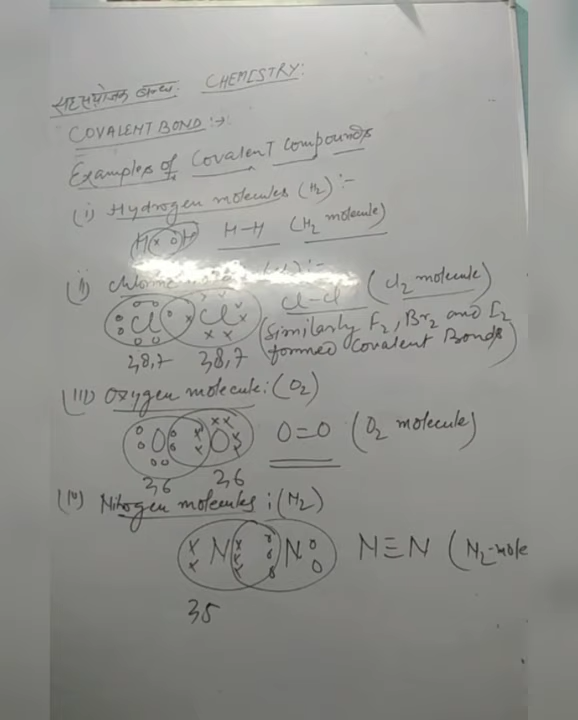 सहसंयोजक बन्धः CHEMISTRY:
COVALENT BOND :→
Examples of Covalent Compounds
(i) Hydrogen molecules (H2) :-
H x o H H-H (H2 molecule)
(ii) Chlorine
Cl Cl Cl-Cl (Cl2 molecule)
2,8,7 2,8,7 (Similarly F2, Br2 and I2
formed Covalent Bonds)
(III) Oxygen molecule: (O2)
O O O=O (O2 molecule)
2,6 2,6
(IV) Nitrogen molecules : (N2)
N N N≡N (N2-mole
35